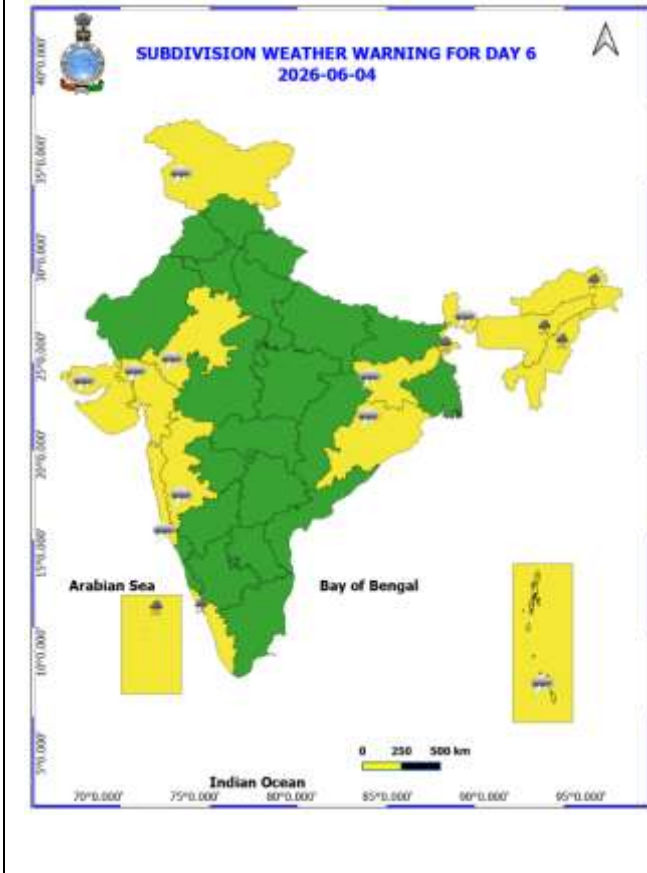 SUBDIVISION WEATHER WARNING FOR DAY 6
2026-06-04
40°0.000'
35°0.000'
30°0.000'
25°0.000'
20°0.000'
15°0.000'
10°0.000'
5°0.000'
Arabian Sea
Bay of Bengal
0 250 500 km
Indian Ocean
70°0.000' 75°0.000' 80°0.000' 85°0.000' 90°0.000' 95°0.000'